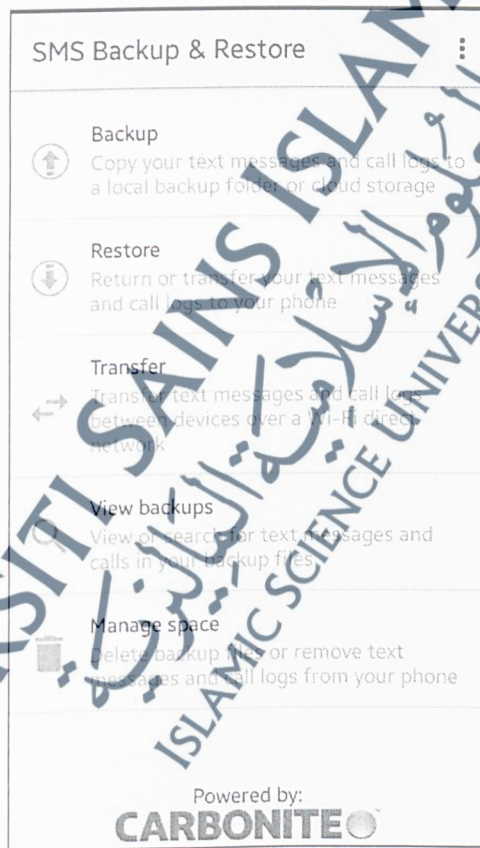 SMS Backup & Restore
Backup
Copy your text messages and call logs to
a local backup folder or cloud storage
Restore
Return or transfer your text messages
and call logs to your phone
Transfer
Transfer text messages and call logs
between devices over a Wi-Fi direct
network
View backups
View or search for text messages and
calls in your backup files
Manage space
Delete backup files or remove text
messages and call logs from your phone
Powered by:
CARBONITE
RSITI SAINS ISLAM
الإسلامية الماليزية
ISLAMIC SCIENCE UNIVER